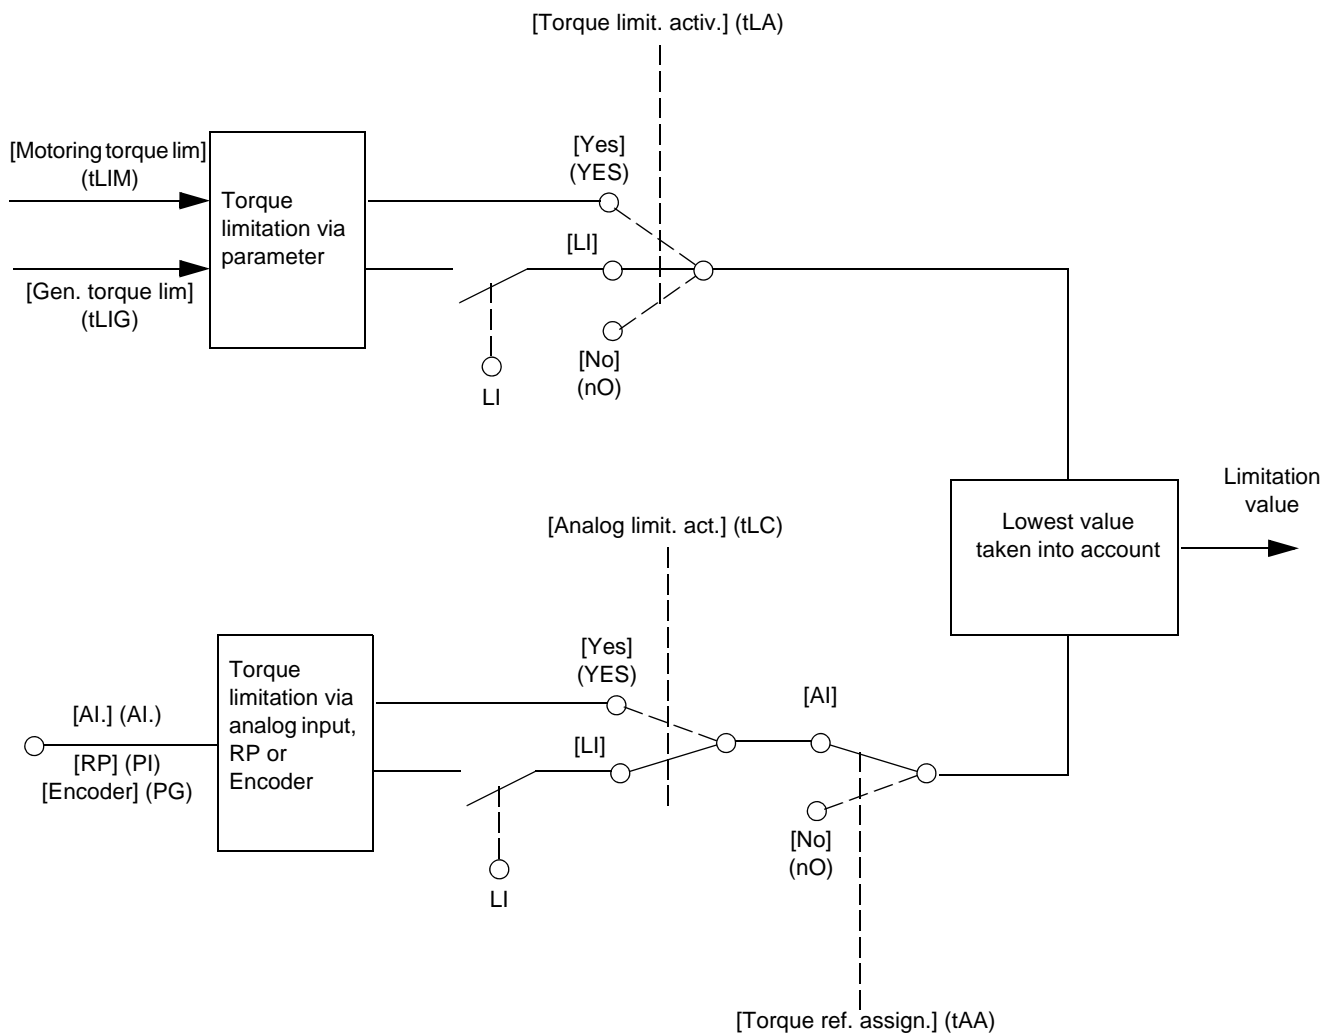 [Torque limit. activ.] (tLA)
[Motoring torque lim]
(tLIM)
[Gen. torque lim]
(tLIG)
Torque
limitation via
parameter
[Yes]
(YES)
[LI]
LI
[No]
(nO)
Lowest value
taken into account
Limitation
value
[Analog limit. act.] (tLC)
[AI.] (AI.)
[RP] (PI)
[Encoder] (PG)
Torque
limitation via
analog input,
RP or
Encoder
[Yes]
(YES)
[LI]
LI
[AI]
[No]
(nO)
[Torque ref. assign.] (tAA)